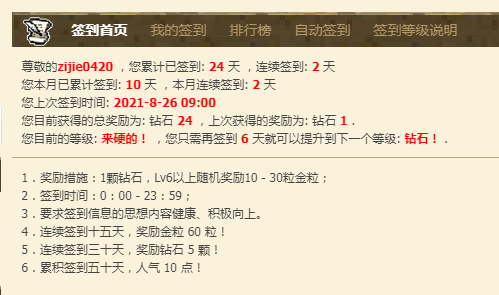 签到首页 我的签到 排行榜 自动签到 签到等级说明
尊敬的zijie0420 ，您累计已签到: 24 天 ，连续签到: 2 天
您本月已累计签到: 10 天 ，本月连续签到: 2 天
您上次签到时间: 2021-8-26 09:00
您目前获得的总奖励为: 钻石 24 ，上次获得的奖励为: 钻石 1 .
您目前的等级: 来硬的！ ，您只需再签到 6 天就可以提升到下一个等级: 钻石！ .
1．奖励措施：1颗钻石，Lv6以上随机奖励10 - 30粒金粒；
2．签到时间：0：00 - 23：59；
3．要求签到信息的思想内容健康、积极向上。
4．连续签到十五天，奖励金粒 60 粒！
5．连续签到三十天，奖励钻石 5 颗！
6．累积签到五十天，人气 10 点！